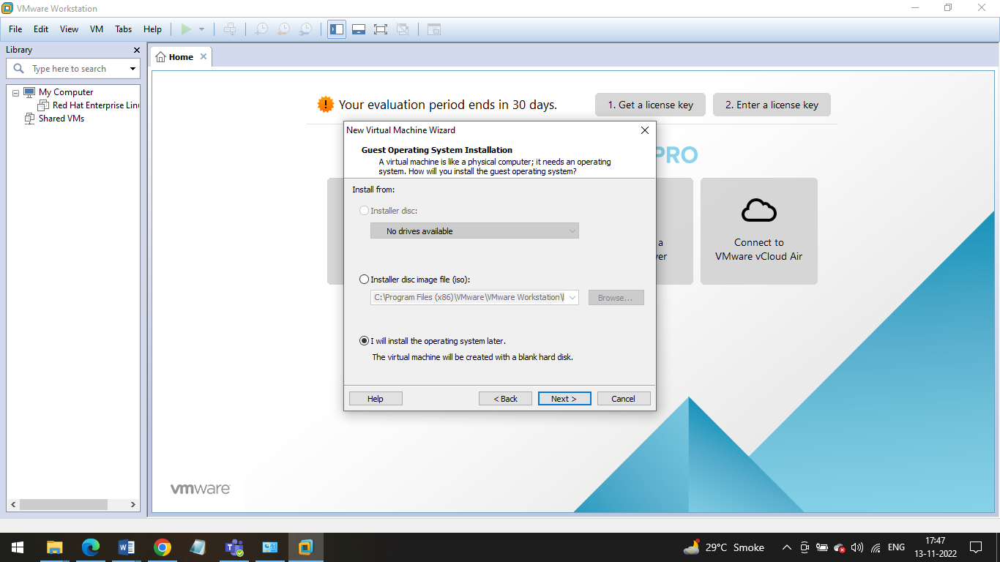 VMware Workstation
File Edit View VM Tabs Help
Library
Type here to search
My Computer
Red Hat Enterprise Linu
Shared VMs
Home
Your evaluation period ends in 30 days.
1. Get a license key
2. Enter a license key
PRO
New Virtual Machine Wizard
Guest Operating System Installation
A virtual machine is like a physical computer; it needs an operating
system. How will you install the guest operating system?
Install from:
Installer disc:
No drives available
Installer disc image file (iso):
C:\Program Files (x86)\VMware\VMware Workstation\
Browse...
I will install the operating system later.
The virtual machine will be created with a blank hard disk.
Help
< Back
Next >
Cancel
a
ver
Connect to
VMware vCloud Air
vmware
29°C Smoke
ENG
17:47
13-11-2022